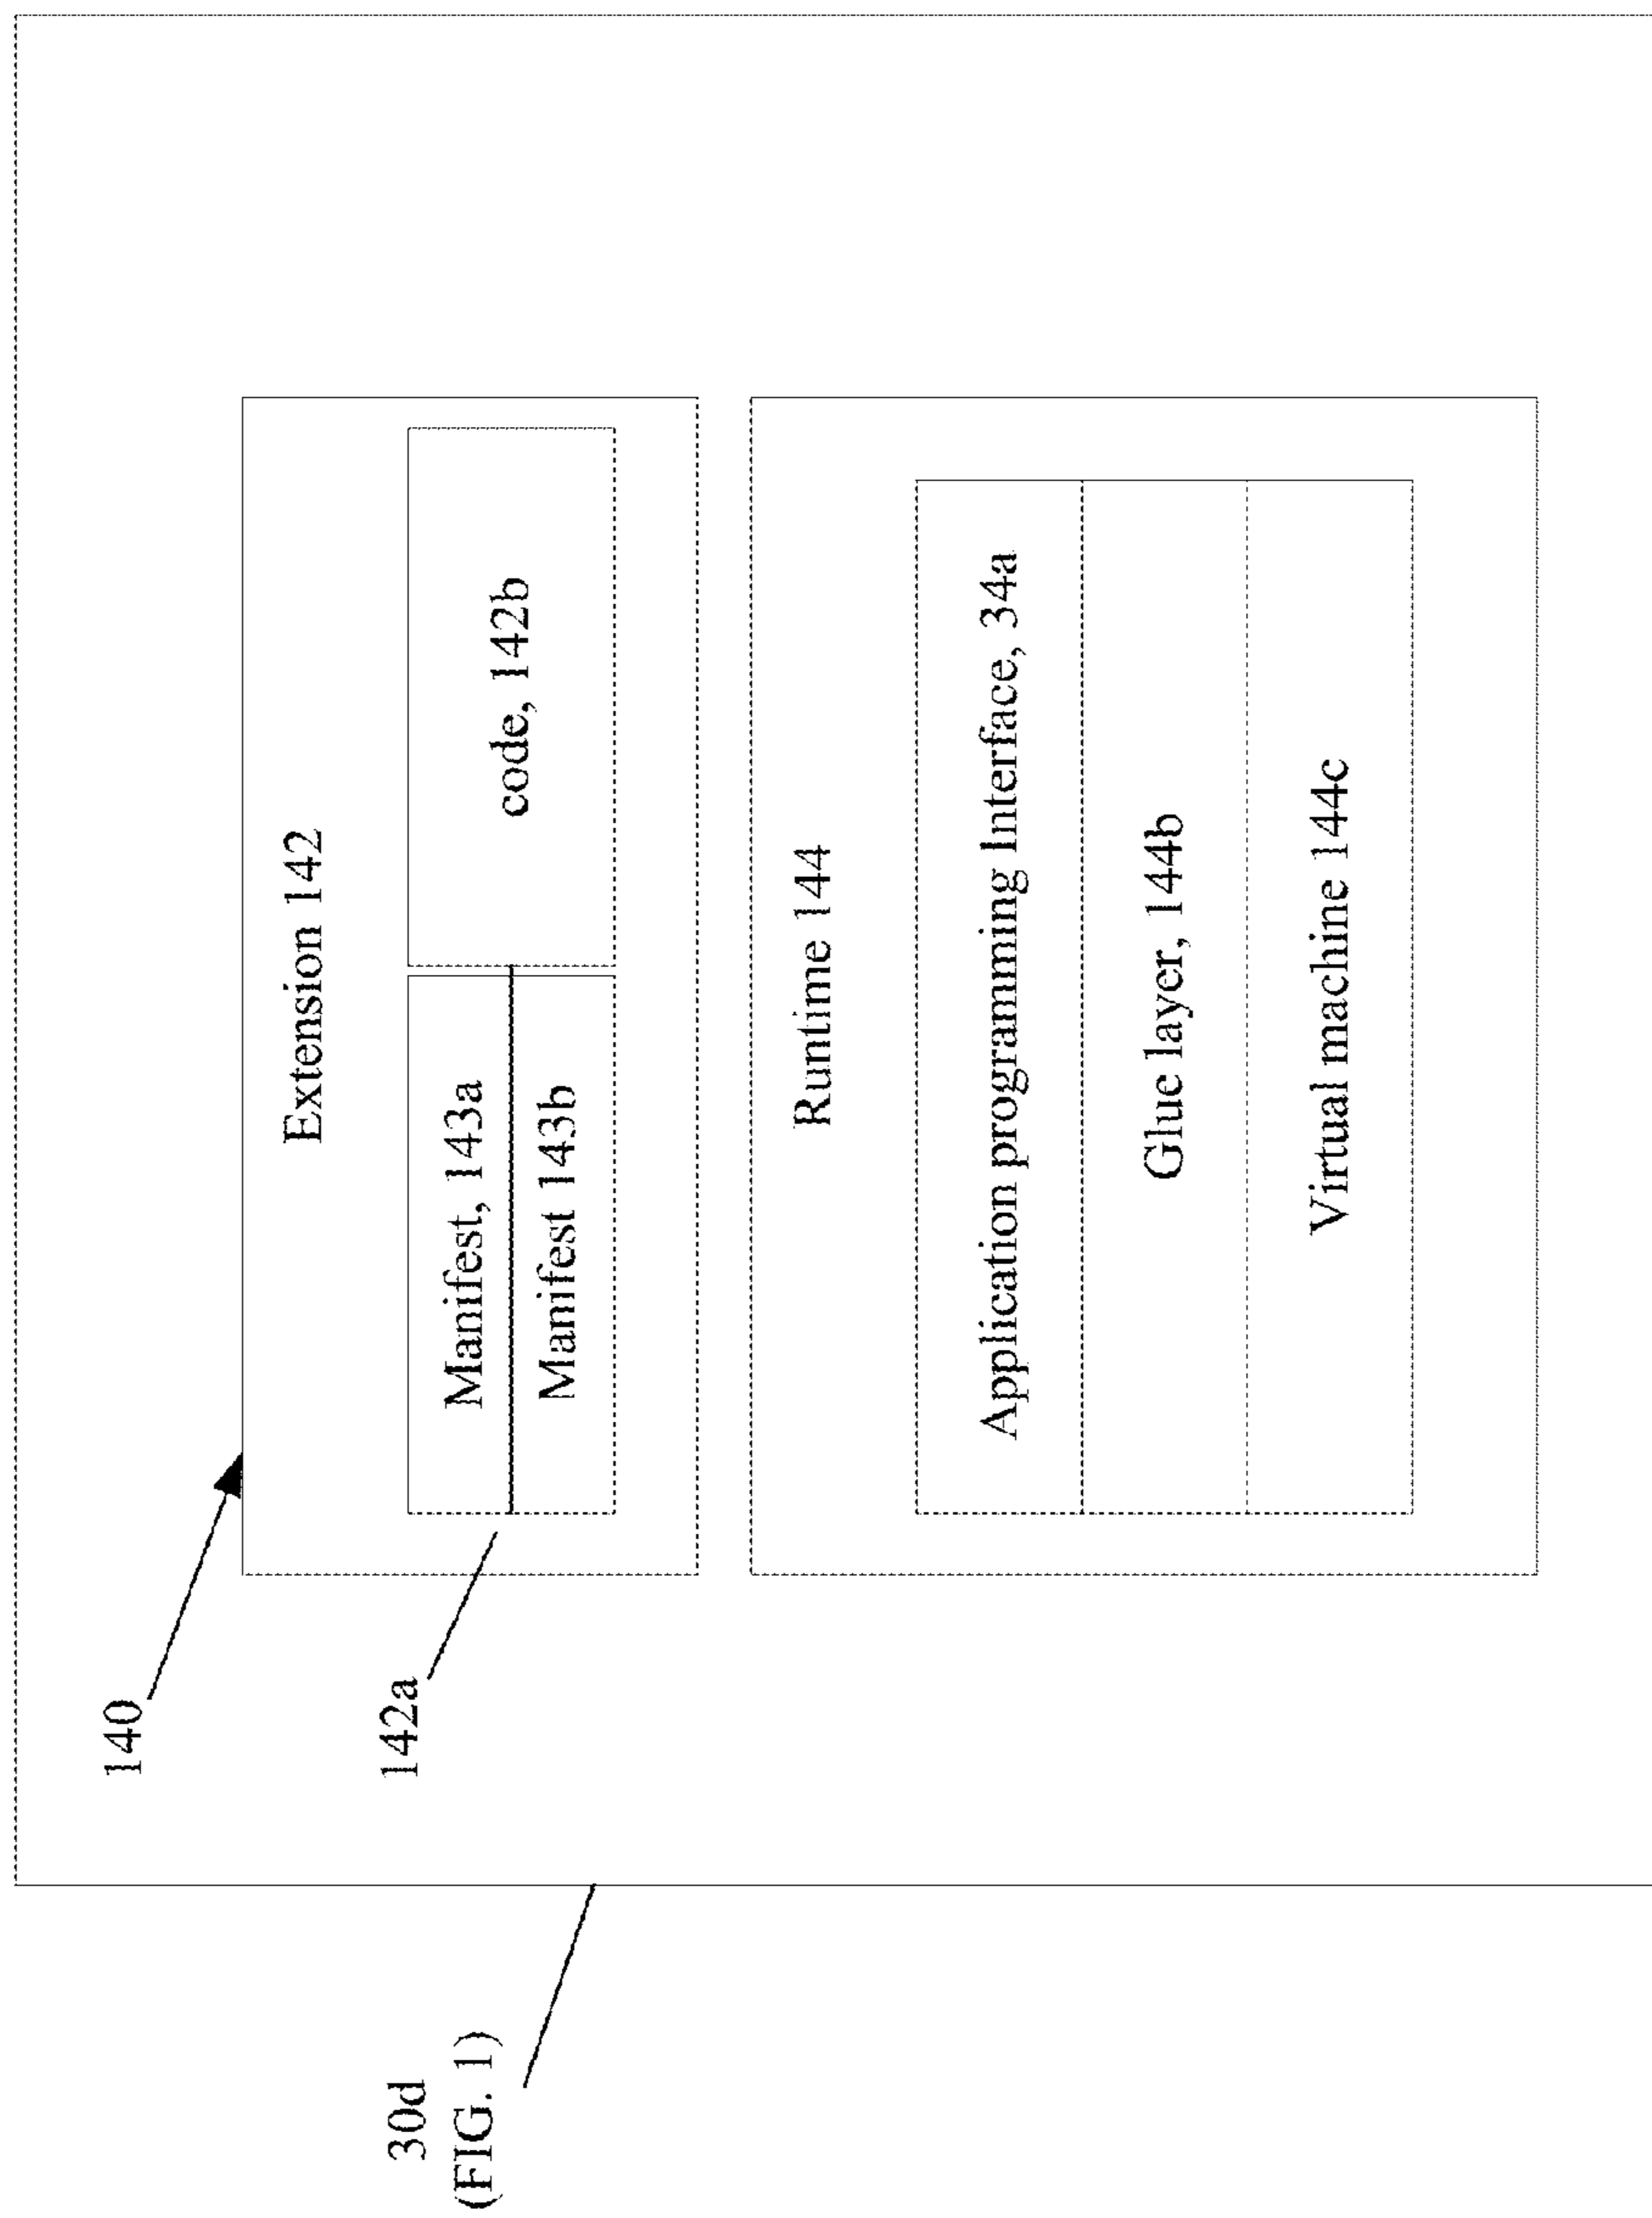 140
Extension 142
142a
Manifest, 143a
Manifest 143b
code, 142b
30d
(FIG. 1)
Runtime 144
Application programming Interface, 34a
Glue layer, 144b
Virtual machine 144c